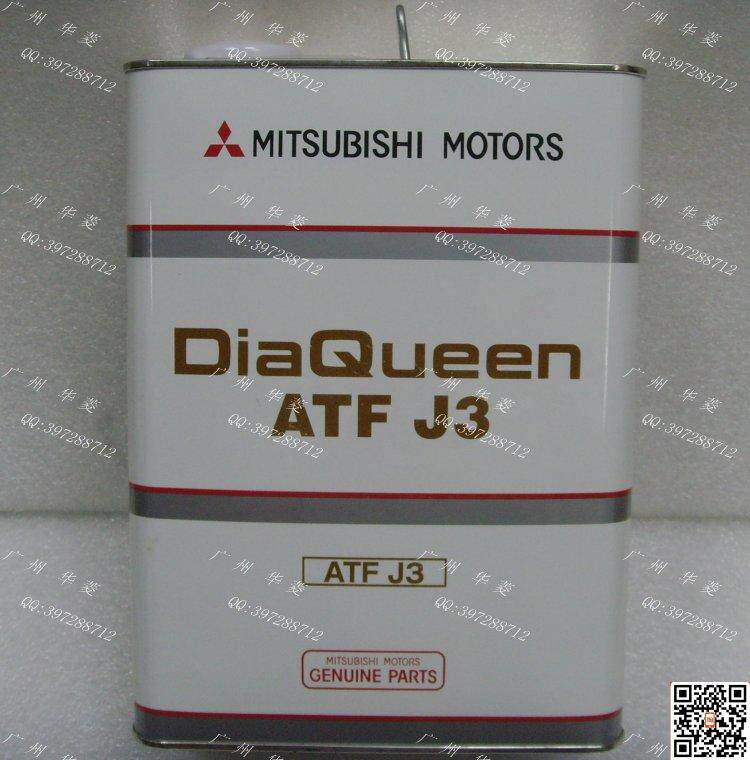 MITSUBISHI MOTORS
DiaQueen
ATF J3
ATF J3
MITSUBISHI MOTORS
GENUINE PARTS
广州 华菱
QQ:397288712